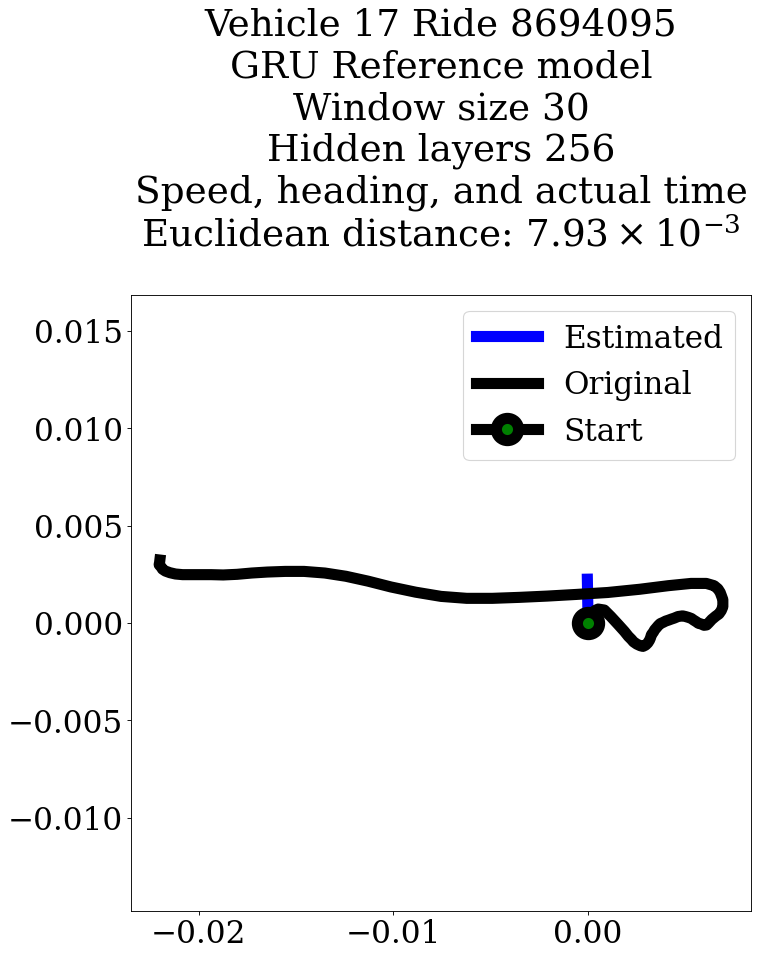 Vehicle 17 Ride 8694095
GRU Reference model
Window size 30
Hidden layers 256
Speed, heading, and actual time
Euclidean distance: 7.93 × 10⁻³
Estimated
Original
Start
0.015
0.010
0.005
0.000
−0.005
−0.010
−0.02
−0.01
0.00